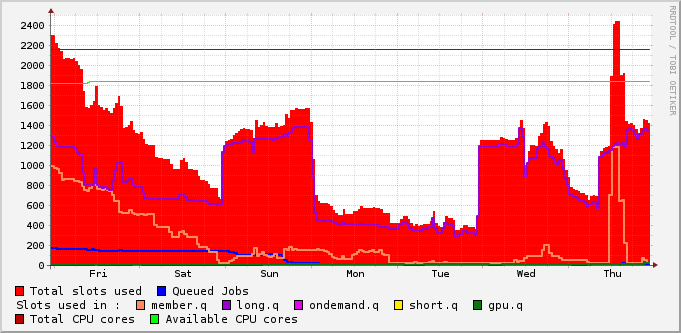 2400
2200
2000
1800
1600
1400
1200
1000
800
600
400
200
0
Fri Sat Sun Mon Tue Wed Thu
Total slots used Queued Jobs
Slots used in : member.q long.q ondemand.q short.q gpu.q
Total CPU cores Available CPU cores
RRDTOOL / TOBI OETIKER